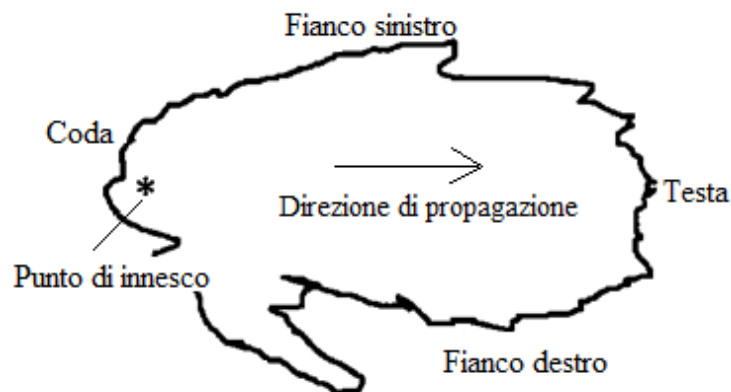 Fianco sinistro
Coda
*
Testa
Direzione di propagazione
Punto di innesco
Fianco destro